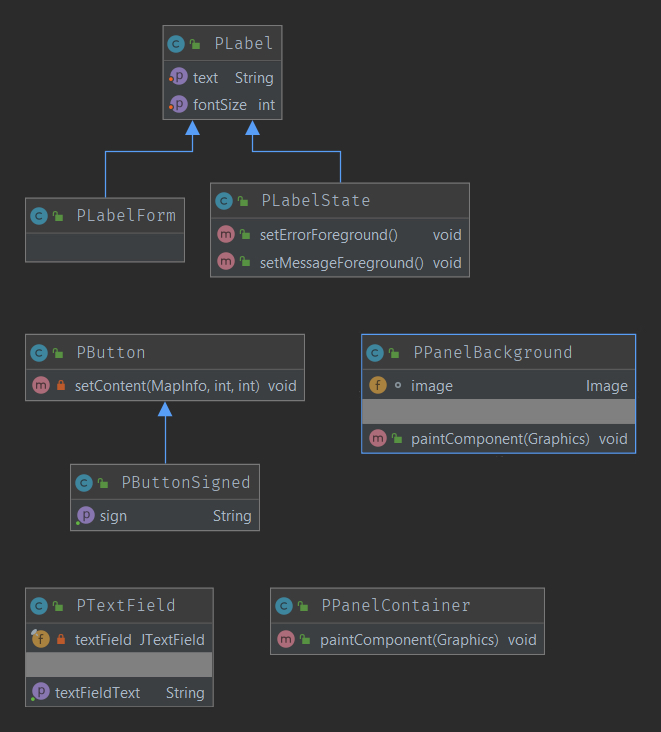 PLabel
text String
fontSize int
PLabelForm
PLabelState
setErrorForeground() void
setMessageForeground() void
PButton
setContent(MapInfo, int, int) void
PPanelBackground
image Image
paintComponent(Graphics) void
PButtonSigned
sign String
PTextField
textField JTextField
textFieldText String
PPanelContainer
paintComponent(Graphics) void